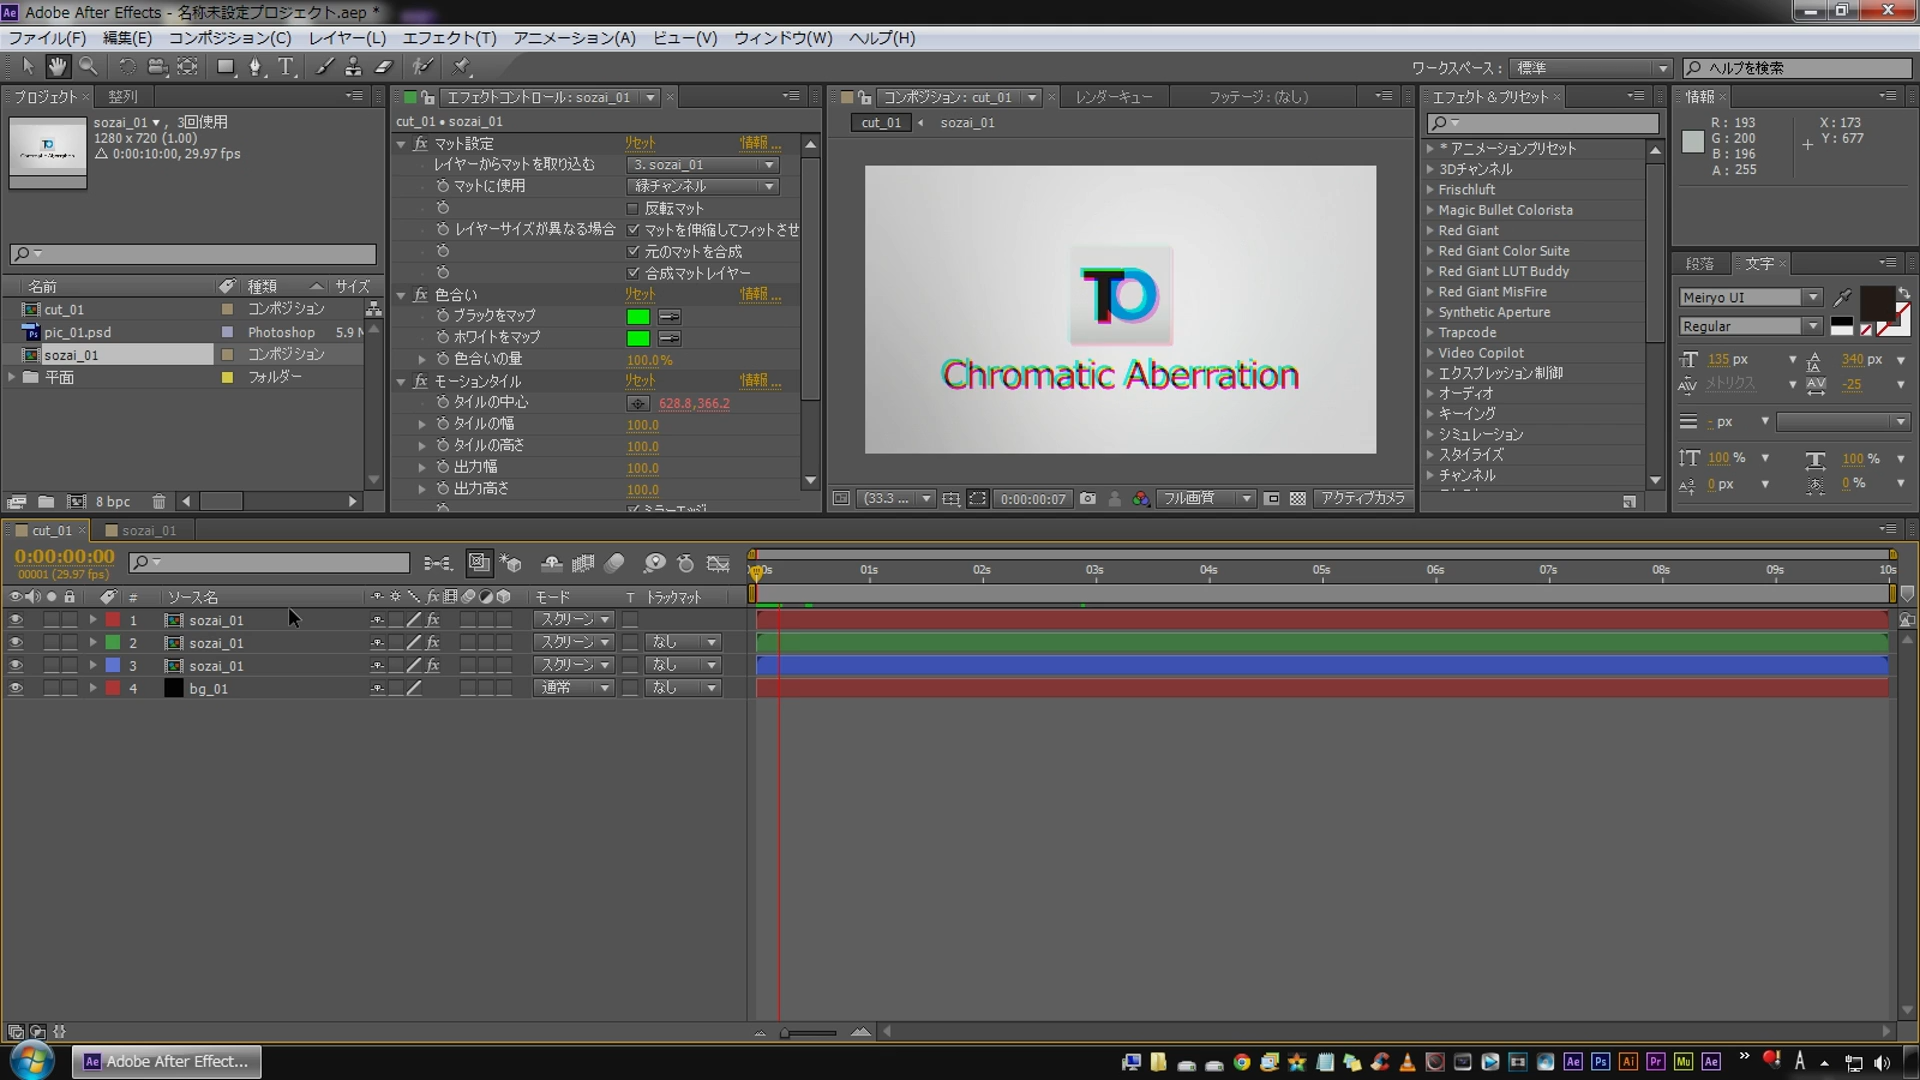 Ae Adobe After Effects - 名称未設定プロジェクト.aep *
ファイル(F) 編集(E) コンポジション(C) レイヤー(L) エフェクト(T) アニメーション(A) ビュー(V) ウィンドウ(W) ヘルプ(H)
T
ワークスペース: 標準 ヘルプを検索
プロジェクト 整列
sozai_01 , 3回使用
1280 x 720 (1.00)
Δ 0:00:10:00, 29.97 fps
TO
Chromatic Aberration
名前 種類 サイズ
cut_01 コンポジション
pic_01.psd Photoshop 5.9 M
sozai_01 コンポジション
平面 フォルダー
8 bpc
エフェクトコントロール: sozai_01
cut_01 • sozai_01
fx マット設定 リセット 情報...
レイヤーからマットを取り込む 3. sozai_01
マットに使用 緑チャンネル
反転マット
レイヤーサイズが異なる場合 マットを伸縮してフィットさせ
元のマットを合成
合成マットレイヤー
fx 色合い リセット 情報...
ブラックをマップ
ホワイトをマップ
色合いの量 100.0%
fx モーションタイル リセット 情報...
タイルの中心 628.8,366.2
タイルの幅 100.0
タイルの高さ 100.0
出力幅 100.0
出力高さ 100.0
ミラーエッジ
コンポジション: cut_01 レンダーキュー フッテージ: (なし)
cut_01 sozai_01
TO
Chromatic Aberration
(33.3 ... 0:00:00:07 フル画質 アクティブカメラ
エフェクト&プリセット
* アニメーションプリセット
3Dチャンネル
Frischluft
Magic Bullet Colorista
Red Giant
Red Giant Color Suite
Red Giant LUT Buddy
Red Giant MisFire
Synthetic Aperture
Trapcode
Video Copilot
エクスプレッション制御
オーディオ
キーイング
シミュレーション
スタイライズ
チャンネル
情報
R: 193 X: 173
G: 200 Y: 677
B: 196
A: 255
段落 文字
Meiryo UI
Regular
135 px 340 px
メトリクス -25
- px
100 % 100 %
0 px 0 %
cut_01 sozai_01
0:00:00:00
00001 (29.97 fps)
:00s 01s 02s 03s 04s 05s 06s 07s 08s 09s 10s
# ソース名 fx モード T トラックマット
1 sozai_01 fx スクリーン
2 sozai_01 fx スクリーン なし
3 sozai_01 fx スクリーン なし
4 bg_01 通常 なし
Ae Adobe After Effect...
Ae Ps Ai Pr Mu Ae » A